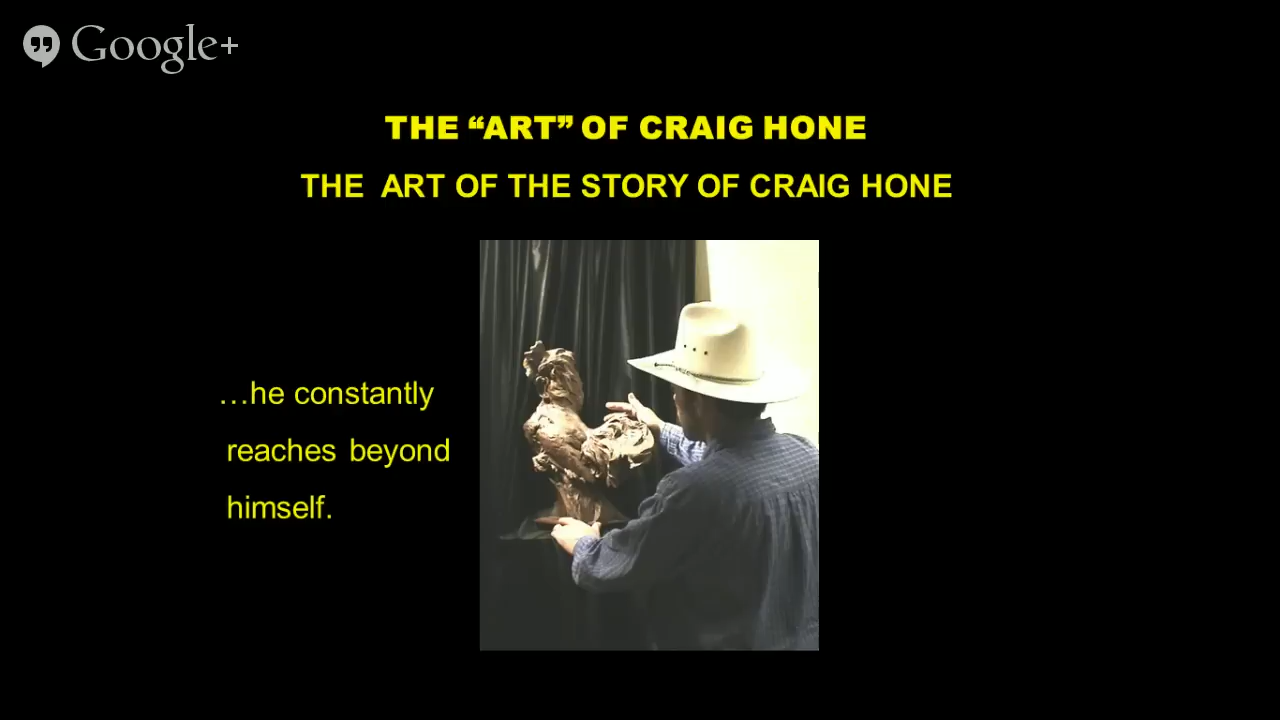 Google+
THE “ART” OF CRAIG HONE
THE ART OF THE STORY OF CRAIG HONE
…he constantly
reaches beyond
himself.